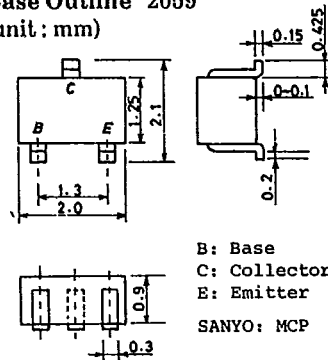 ase Outline 2059
unit : mm)
0.15
0.425
C
1.25
2.1
0~0.1
B
E
1.3
2.0
0.2
0.9
0.3
B: Base
C: Collector
E: Emitter
SANYO: MCP